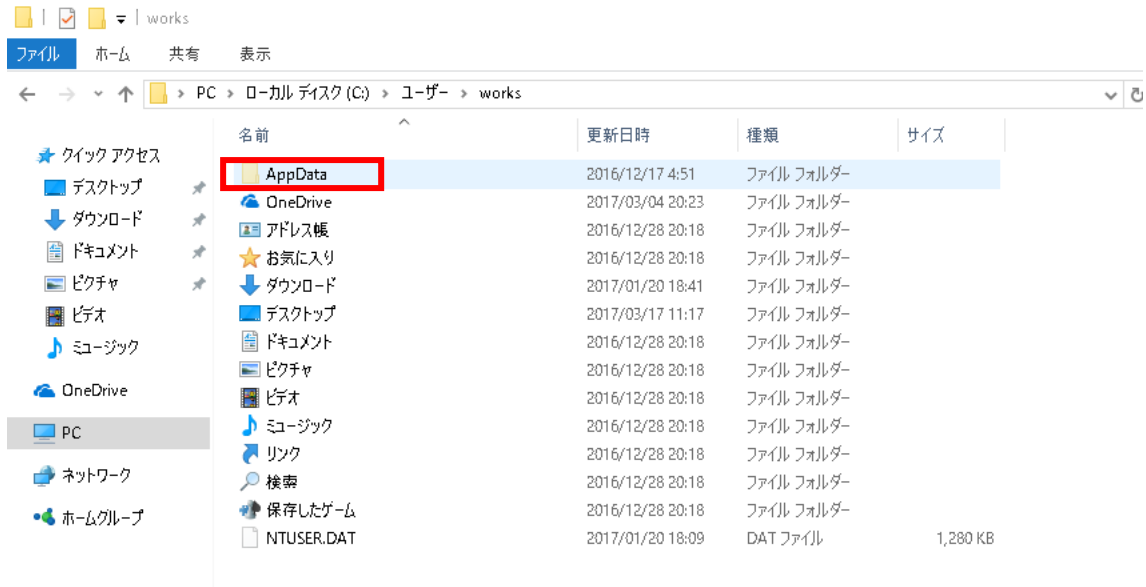 works
ファイル ホーム 共有 表示
PC ローカル ディスク (C:) ユーザー works
名前 更新日時 種類 サイズ
クイック アクセス
デスクトップ
ダウンロード
ドキュメント
ピクチャ
ビデオ
ミュージック
OneDrive
PC
ネットワーク
ホームグループ
AppData 2016/12/17 4:51 ファイル フォルダー
OneDrive 2017/03/04 20:23 ファイル フォルダー
アドレス帳 2016/12/28 20:18 ファイル フォルダー
お気に入り 2016/12/28 20:18 ファイル フォルダー
ダウンロード 2017/01/20 18:41 ファイル フォルダー
デスクトップ 2017/03/17 11:17 ファイル フォルダー
ドキュメント 2016/12/28 20:18 ファイル フォルダー
ピクチャ 2016/12/28 20:18 ファイル フォルダー
ビデオ 2016/12/28 20:18 ファイル フォルダー
ミュージック 2016/12/28 20:18 ファイル フォルダー
リンク 2016/12/28 20:18 ファイル フォルダー
検索 2016/12/28 20:18 ファイル フォルダー
保存したゲーム 2016/12/28 20:18 ファイル フォルダー
NTUSER.DAT 2017/01/20 18:09 DAT ファイル 1,280 KB